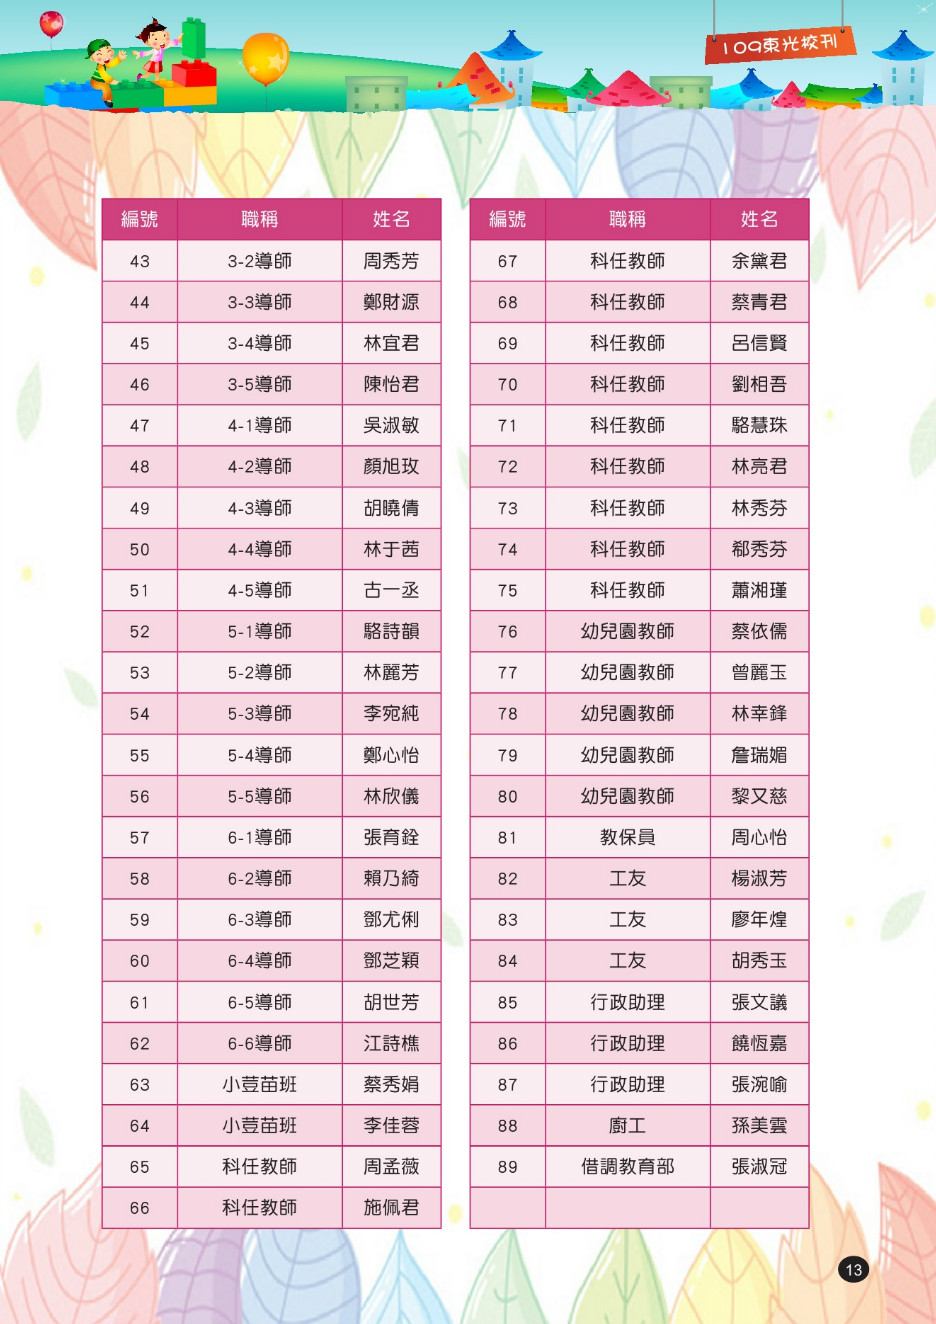 109東光校刊
編號 職稱 姓名
43 3-2導師 周秀芳
44 3-3導師 鄭財源
45 3-4導師 林宜君
46 3-5導師 陳怡君
47 4-1導師 吳淑敏
48 4-2導師 顏旭玫
49 4-3導師 胡曉倩
50 4-4導師 林于茜
51 4-5導師 古一丞
52 5-1導師 駱詩韻
53 5-2導師 林麗芳
54 5-3導師 李宛純
55 5-4導師 鄭心怡
56 5-5導師 林欣儀
57 6-1導師 張育銓
58 6-2導師 賴乃綺
59 6-3導師 鄧尤俐
60 6-4導師 鄧芝穎
61 6-5導師 胡世芳
62 6-6導師 江詩樵
63 小荳苗班 蔡秀娟
64 小荳苗班 李佳蓉
65 科任教師 周孟薇
66 科任教師 施佩君
編號 職稱 姓名
67 科任教師 余黛君
68 科任教師 蔡青君
69 科任教師 呂信賢
70 科任教師 劉相吾
71 科任教師 駱慧珠
72 科任教師 林亮君
73 科任教師 林秀芬
74 科任教師 郗秀芬
75 科任教師 蕭湘瑾
76 幼兒園教師 蔡依儒
77 幼兒園教師 曾麗玉
78 幼兒園教師 林幸鋒
79 幼兒園教師 詹瑞媚
80 幼兒園教師 黎又慈
81 教保員 周心怡
82 工友 楊淑芳
83 工友 廖年煌
84 工友 胡秀玉
85 行政助理 張文議
86 行政助理 饒恆嘉
87 行政助理 張涴喻
88 廚工 孫美雲
89 借調教育部 張淑冠
13